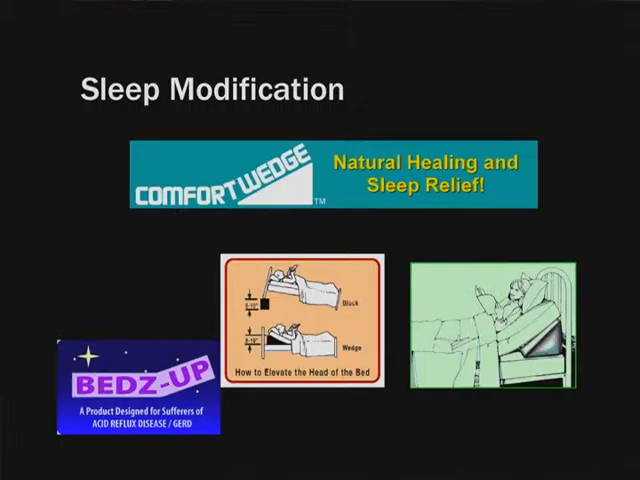 Sleep Modification
COMFORT WEDGE TM
Natural Healing and
Sleep Relief!
Block
Wedge
How to Elevate the Head of the Bed
BEDZ-UP
A Product Designed for Sufferers of
ACID REFLUX DISEASE / GERD